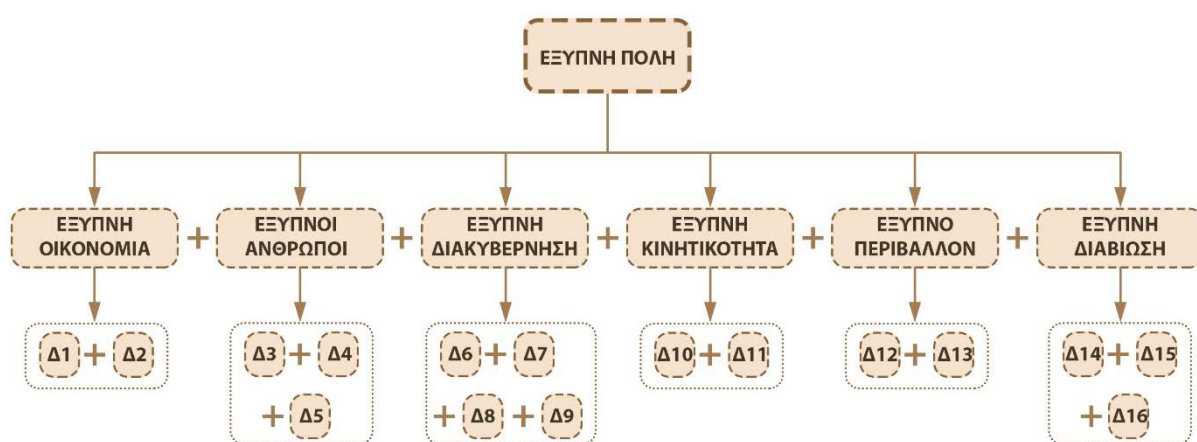 ΕΞΥΠΝΗ ΠΟΛΗ
ΕΞΥΠΝΗ
ΟΙΚΟΝΟΜΙΑ
+
ΕΞΥΠΝΟΙ
ΑΝΘΡΩΠΟΙ
+
ΕΞΥΠΝΗ
ΔΙΑΚΥΒΕΡΝΗΣΗ
+
ΕΞΥΠΝΗ
ΚΙΝΗΤΙΚΟΤΗΤΑ
+
ΕΞΥΠΝΟ
ΠΕΡΙΒΑΛΛΟΝ
+
ΕΞΥΠΝΗ
ΔΙΑΒΙΩΣΗ
Δ1 + Δ2
Δ3 + Δ4
+ Δ5
Δ6 + Δ7
+ Δ8 + Δ9
Δ10 + Δ11
Δ12 + Δ13
Δ14 + Δ15
+ Δ16